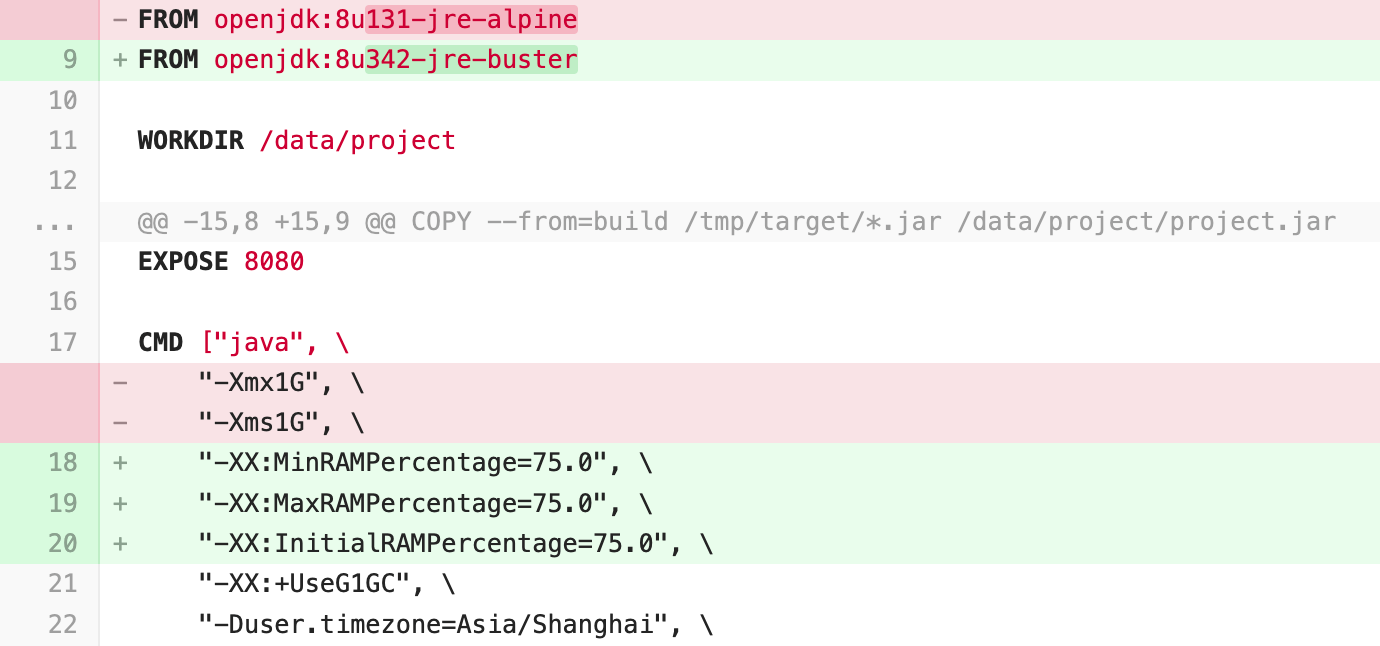 - FROM openjdk:8u131-jre-alpine
9 + FROM openjdk:8u342-jre-buster
10
11 WORKDIR /data/project
12
... @@ -15,8 +15,9 @@ COPY --from=build /tmp/target/*.jar /data/project/project.jar
15 EXPOSE 8080
16
17 CMD ["java", \
- "-Xmx1G", \
- "-Xms1G", \
18 + "-XX:MinRAMPercentage=75.0", \
19 + "-XX:MaxRAMPercentage=75.0", \
20 + "-XX:InitialRAMPercentage=75.0", \
21 "-XX:+UseG1GC", \
22 "-Duser.timezone=Asia/Shanghai", \